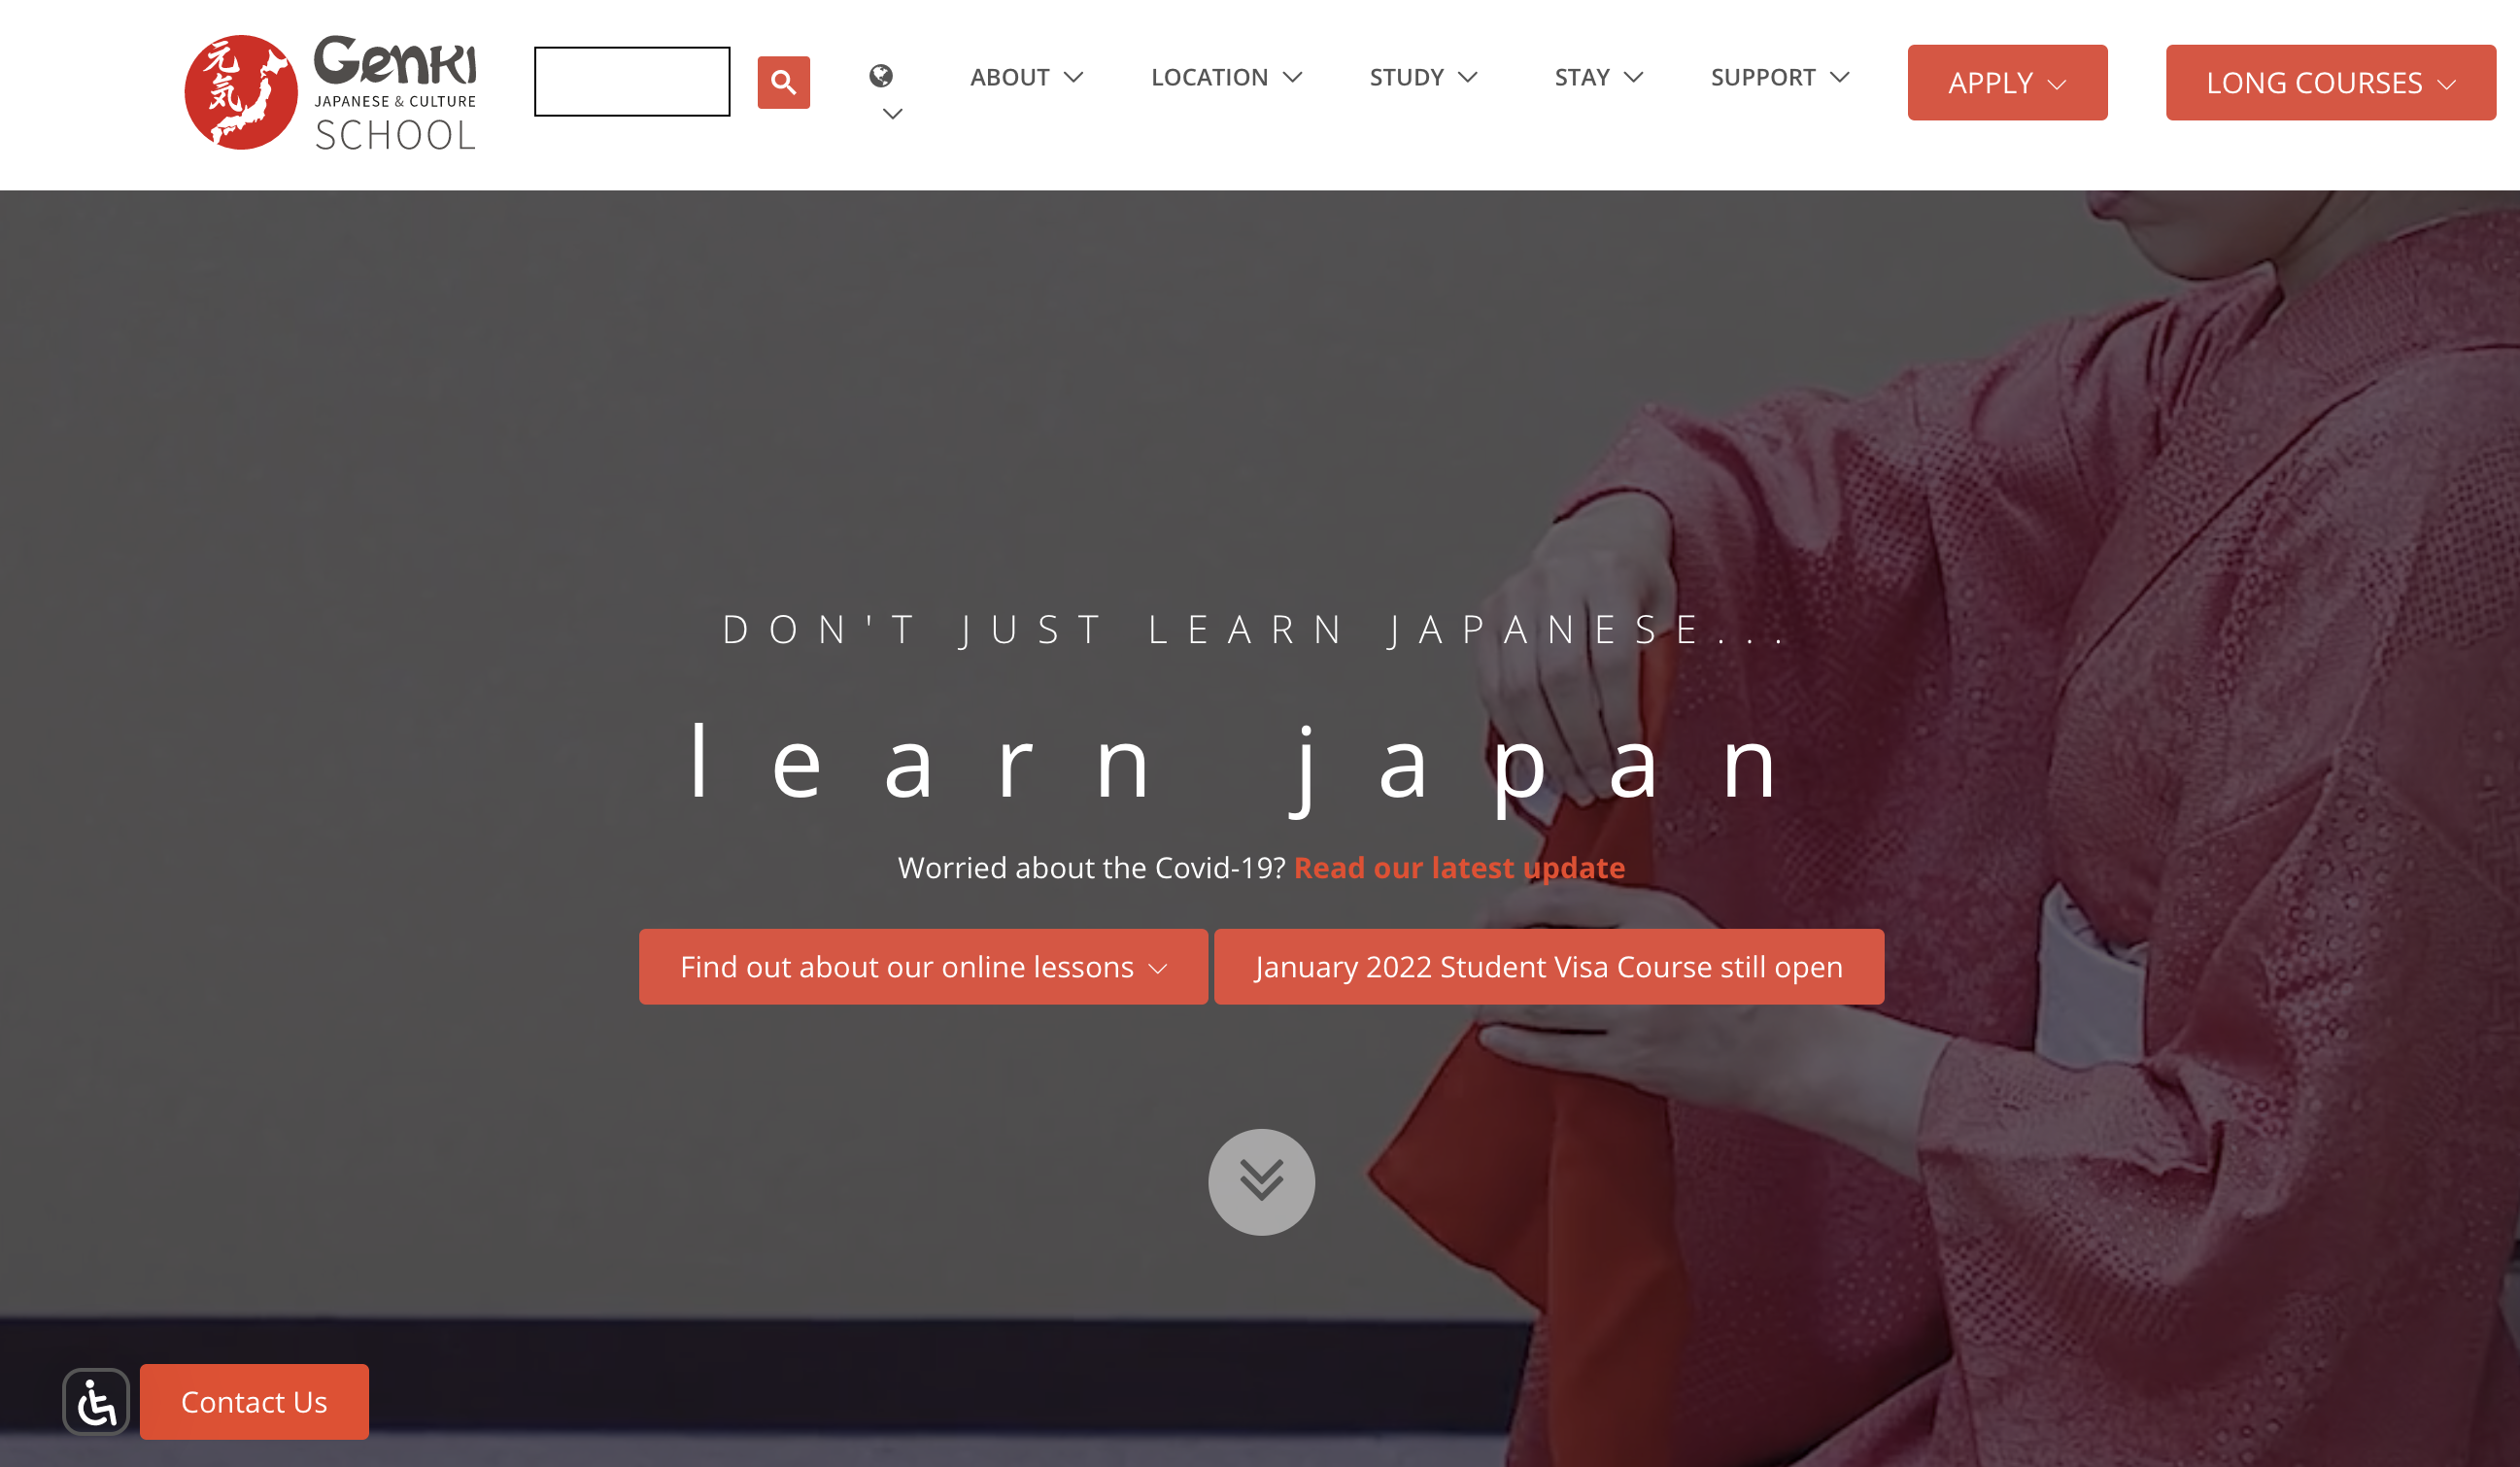 元気
Genki
JAPANESE & CULTURE
SCHOOL
ABOUT
LOCATION
STUDY
STAY
SUPPORT
APPLY
LONG COURSES
DON'T JUST LEARN JAPANESE...
learn japan
Worried about the Covid-19? Read our latest update
Find out about our online lessons
January 2022 Student Visa Course still open
Contact Us